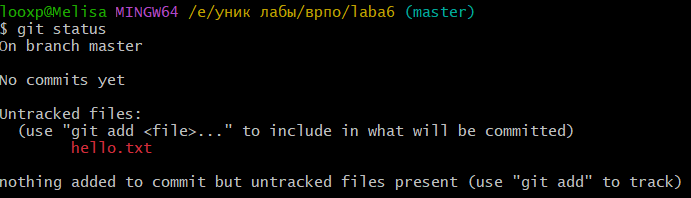 looxp@Melisa MINGW64 /e/уник лабы/врпо/laba6 (master)
$ git status
On branch master
No commits yet
Untracked files:
(use "git add <file>..." to include in what will be committed)
hello.txt
nothing added to commit but untracked files present (use "git add" to track)